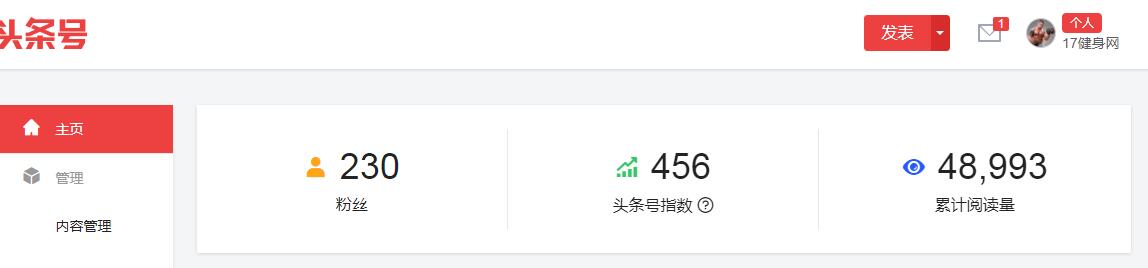 头条号
发表
1
个人
17健身网
主页
管理
内容管理
230
粉丝
456
头条号指数 ?
48,993
累计阅读量